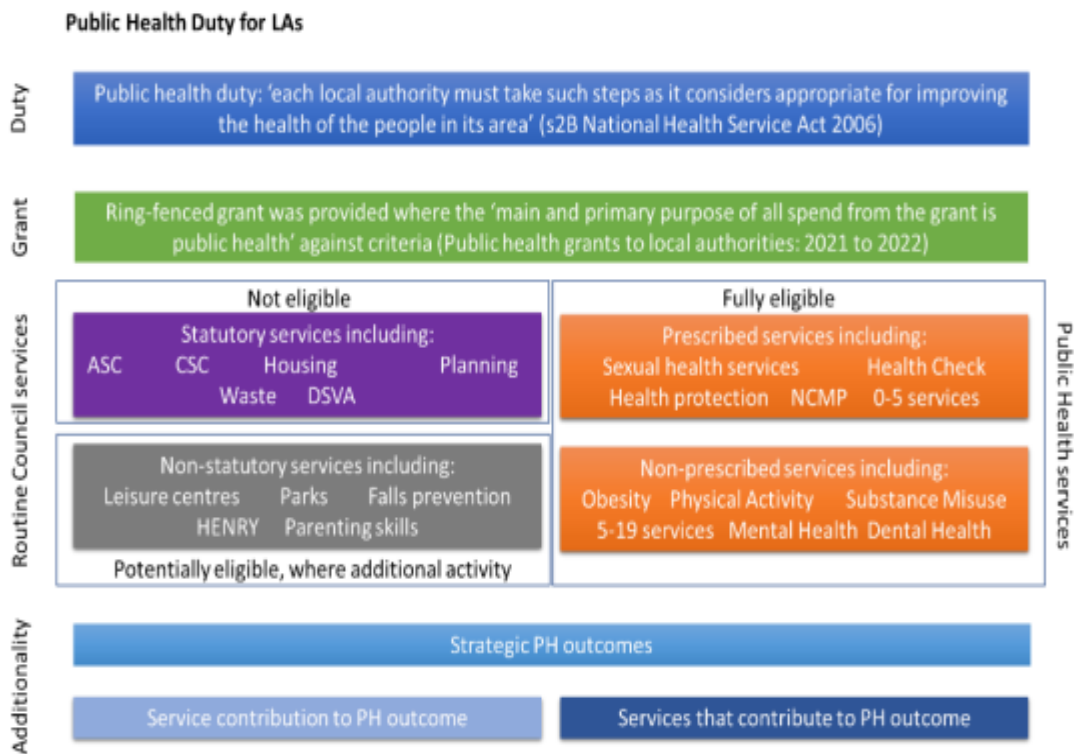 Public Health Duty for LAs
Duty
Public health duty: 'each local authority must take such steps as it considers appropriate for improving
the health of the people in its area' (s2B National Health Service Act 2006)
Grant
Ring-fenced grant was provided where the 'main and primary purpose of all spend from the grant is
public health' against criteria (Public health grants to local authorities: 2021 to 2022)
Routine Council services
Not eligible
Statutory services including:
ASC CSC Housing Planning
Waste DSVA
Non-statutory services including:
Leisure centres Parks Falls prevention
HENRY Parenting skills
Potentially eligible, where additional activity
Fully eligible
Prescribed services including:
Sexual health services Health Check
Health protection NCMP 0-5 services
Non-prescribed services including:
Obesity Physical Activity Substance Misuse
5-19 services Mental Health Dental Health
Public Health services
Additionality
Strategic PH outcomes
Service contribution to PH outcome
Services that contribute to PH outcome